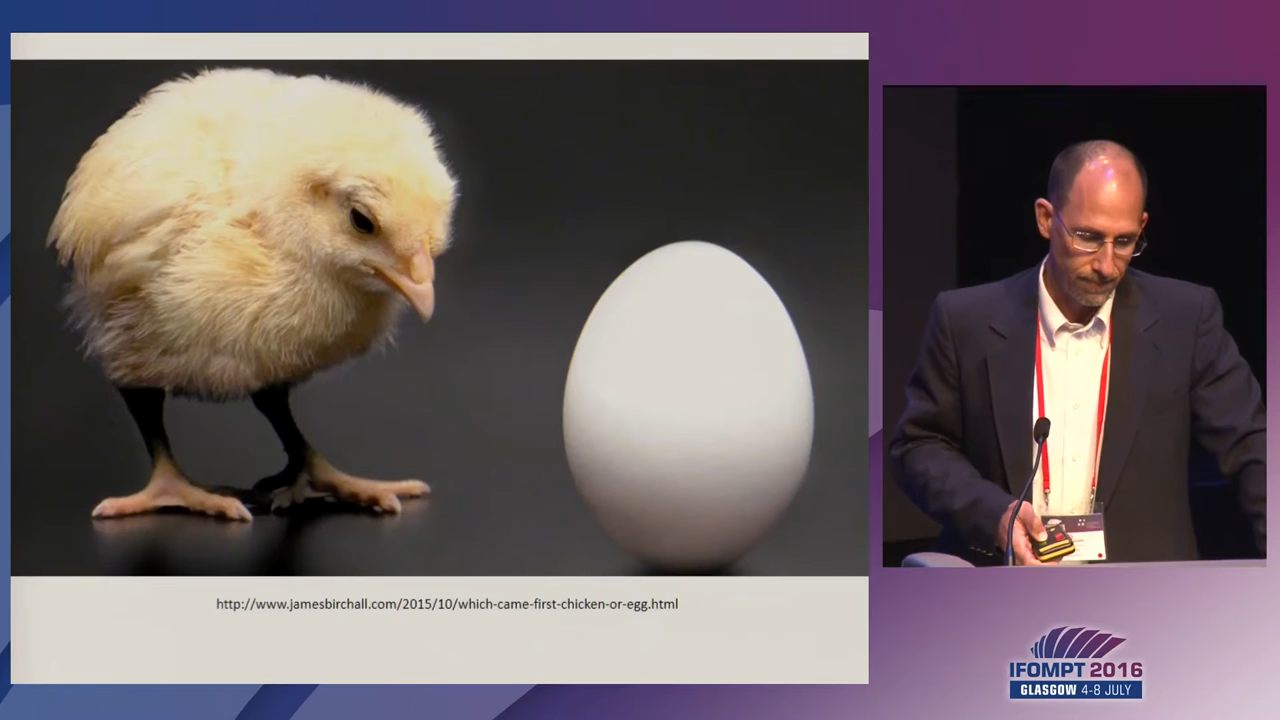 http://www.jamesbirchall.com/2015/10/which-came-first-chicken-or-egg.html
IFOMPT 2016
GLASGOW 4-8 JULY